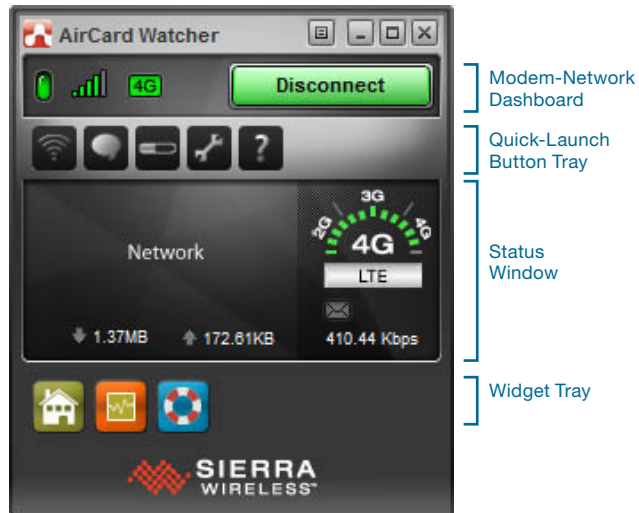 AirCard Watcher
4G
Disconnect
Modem-Network
Dashboard
?
Quick-Launch
Button Tray
2G
3G
4G
4G
LTE
Network
1.37MB
172.61KB
410.44 Kbps
Status
Window
Widget Tray
SIERRA
WIRELESS™